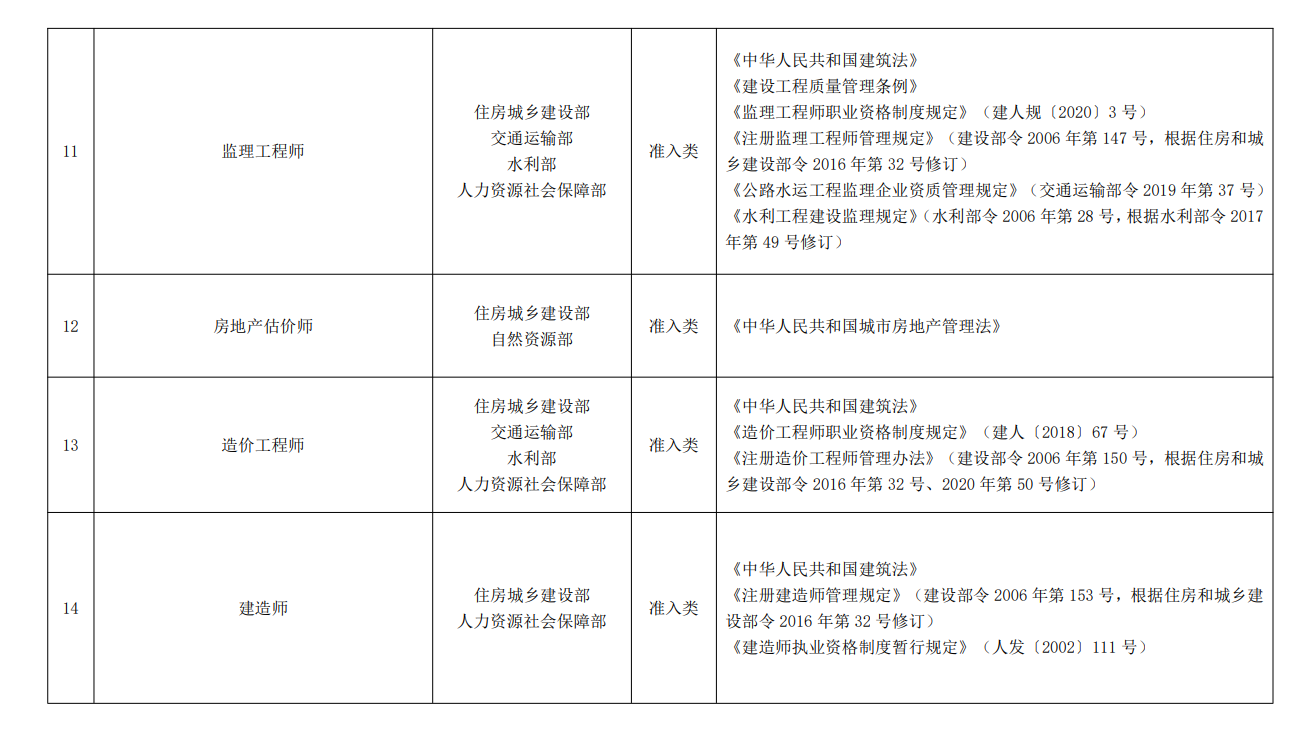 11
监理工程师
住房城乡建设部
交通运输部
水利部
人力资源社会保障部
准入类
《中华人民共和国建筑法》
《建设工程质量管理条例》
《监理工程师职业资格制度规定》（建人规〔2020〕3 号）
《注册监理工程师管理规定》（建设部令 2006 年第 147 号，根据住房和城
乡建设部令 2016 年第 32 号修订）
《公路水运工程监理企业资质管理规定》（交通运输部令 2019 年第 37 号）
《水利工程建设监理规定》（水利部令 2006 年第 28 号，根据水利部令 2017
年第 49 号修订）
12
房地产估价师
住房城乡建设部
自然资源部
准入类
《中华人民共和国城市房地产管理法》
13
造价工程师
住房城乡建设部
交通运输部
水利部
人力资源社会保障部
准入类
《中华人民共和国建筑法》
《造价工程师职业资格制度规定》（建人〔2018〕67 号）
《注册造价工程师管理办法》（建设部令 2006 年第 150 号，根据住房和城
乡建设部令 2016 年第 32 号、2020 年第 50 号修订）
14
建造师
住房城乡建设部
人力资源社会保障部
准入类
《中华人民共和国建筑法》
《注册建造师管理规定》（建设部令 2006 年第 153 号，根据住房和城乡建
设部令 2016 年第 32 号修订）
《建造师执业资格制度暂行规定》（人发〔2002〕111 号）